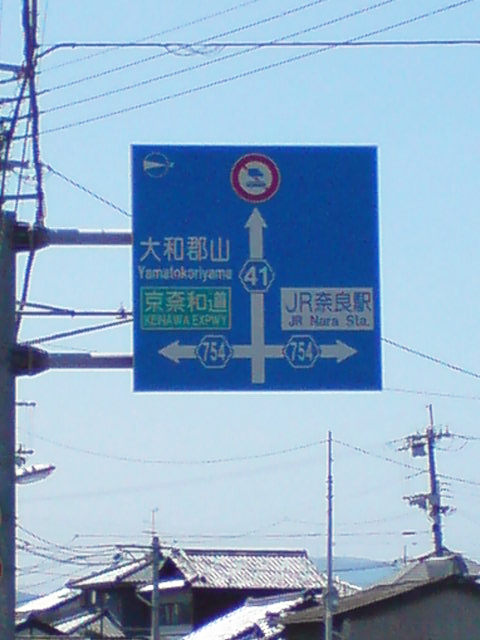 大和郡山
Yamatokoriyama
41
京奈和道
KEINAWA EXPWY
JR奈良駅
JR Nara Sta.
754
754